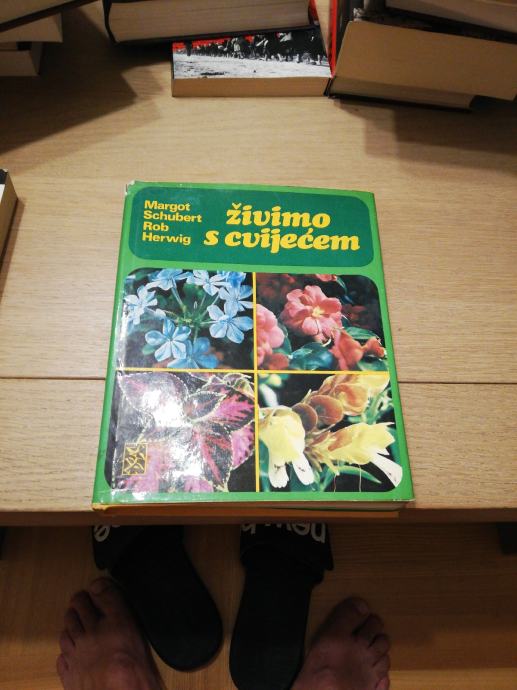 Margot
Schubert
Rob
Herwig
živimo
s cvijećem